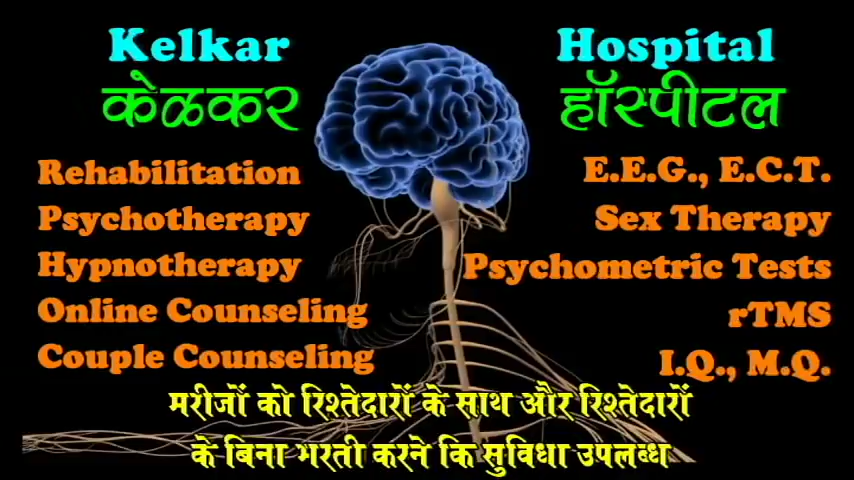 Kelkar Hospital
केळकर हॉस्पीटल
Rehabilitation
Psychotherapy
Hypnotherapy
Online Counseling
Couple Counseling
E.E.G., E.C.T.
Sex Therapy
Psychometric Tests
rTMS
I.Q., M.Q.
मरीजों को रिश्तेदारों के साथ और रिश्तेदारों
के बिना भरती करने कि सुविधा उपलब्ध